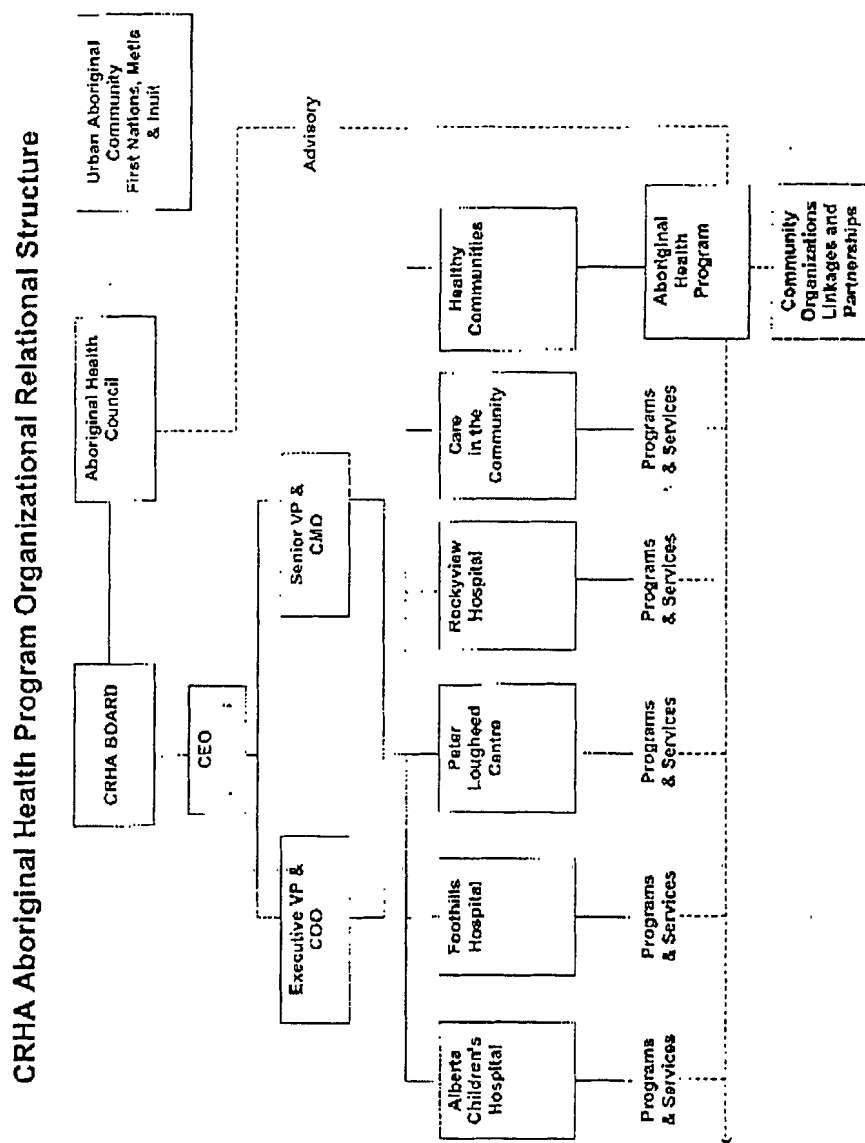 CRHA Aboriginal Health Program Organizational Relational Structure
CRHA BOARD
Aboriginal Health
Council
Urban Aboriginal
Community
First Nations, Metis
& Inuit
CEO
Executive VP &
COO
Senior VP &
CMO
Advisory
Alberta
Children's
Hospital
Foothills
Hospital
Peter
Lougheed
Centre
Rockyview
Hospital
Care
in the
Community
Healthy
Communities
Programs
& Services
Programs
& Services
Programs
& Services
Programs
& Services
Programs
& Services
Aboriginal
Health
Program
Community
Organizations
Linkages and
Partnerships